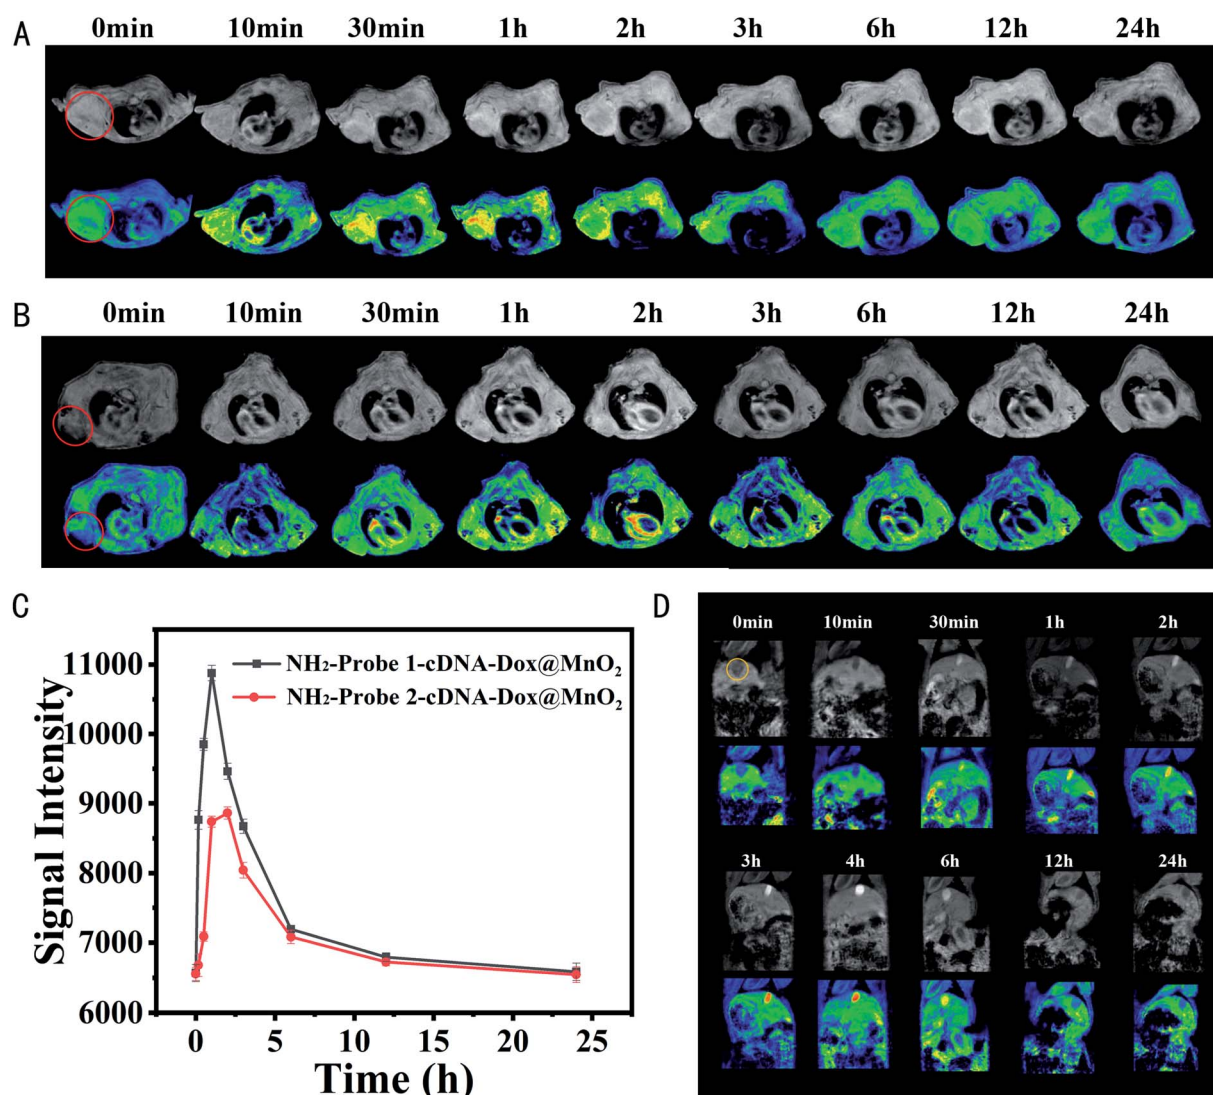 A
0min 10min 30min 1h 2h 3h 6h 12h 24h
B
0min 10min 30min 1h 2h 3h 6h 12h 24h
C
Signal Intensity
11000
10000
9000
8000
7000
6000
NH₂-Probe 1-cDNA-Dox@MnO₂
NH₂-Probe 2-cDNA-Dox@MnO₂
0 5 10 15 20 25
Time (h)
D
0min 10min 30min 1h 2h
3h 4h 6h 12h 24h